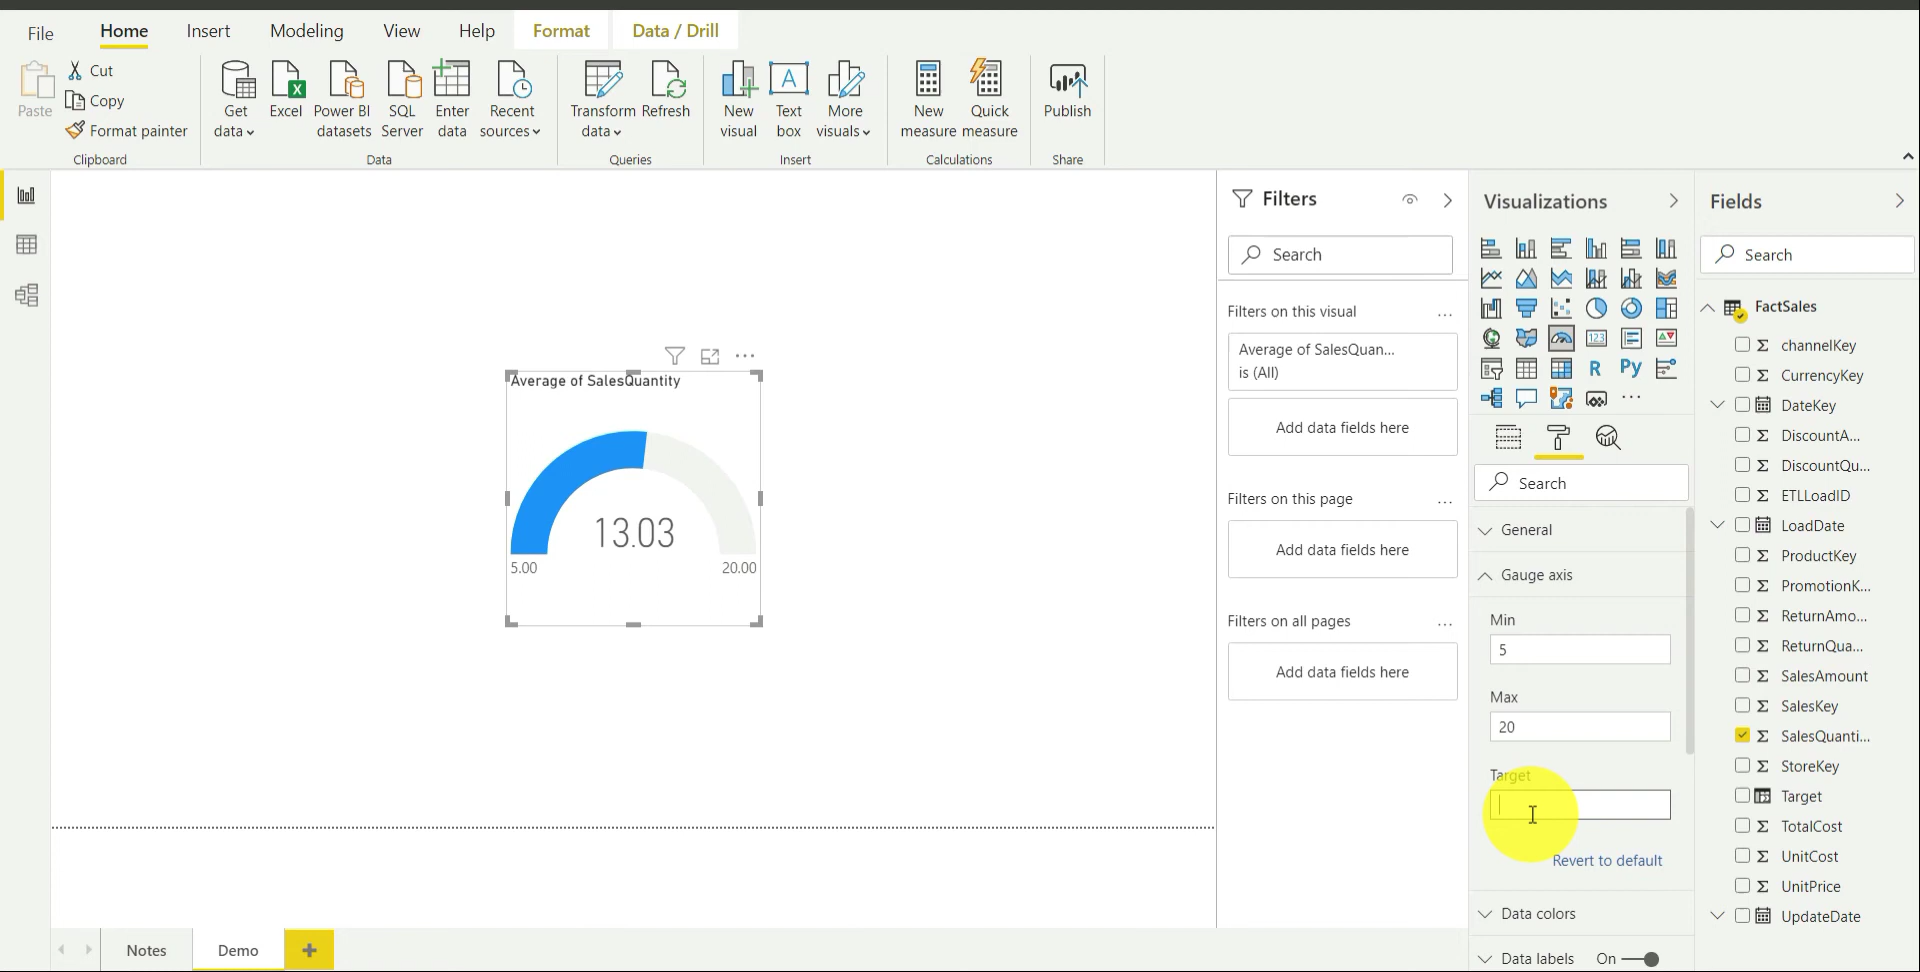 File Home Insert Modeling View Help Format Data / Drill
Paste
Cut
Copy
Format painter
Clipboard
Get data
Excel
Power BI datasets
SQL Server
Enter data
Recent sources
Data
Transform data
Refresh
Queries
New visual
Text box
More visuals
Insert
New measure
Quick measure
Calculations
Publish
Share
Average of SalesQuantity
13.03
5.00 20.00
Filters
Search
Filters on this visual ...
Average of SalesQuan...
is (All)
Add data fields here
Filters on this page ...
Add data fields here
Filters on all pages ...
Add data fields here
Visualizations
123
R Py
...
Search
General
Gauge axis
Min
5
Max
20
Target
Revert to default
Data colors
Data labels On
Fields
Search
FactSales
channelKey
CurrencyKey
DateKey
DiscountA...
DiscountQu...
ETLLoadID
LoadDate
ProductKey
PromotionK...
ReturnAmo...
ReturnQua...
SalesAmount
SalesKey
SalesQuanti...
StoreKey
Target
TotalCost
UnitCost
UnitPrice
UpdateDate
Notes Demo +